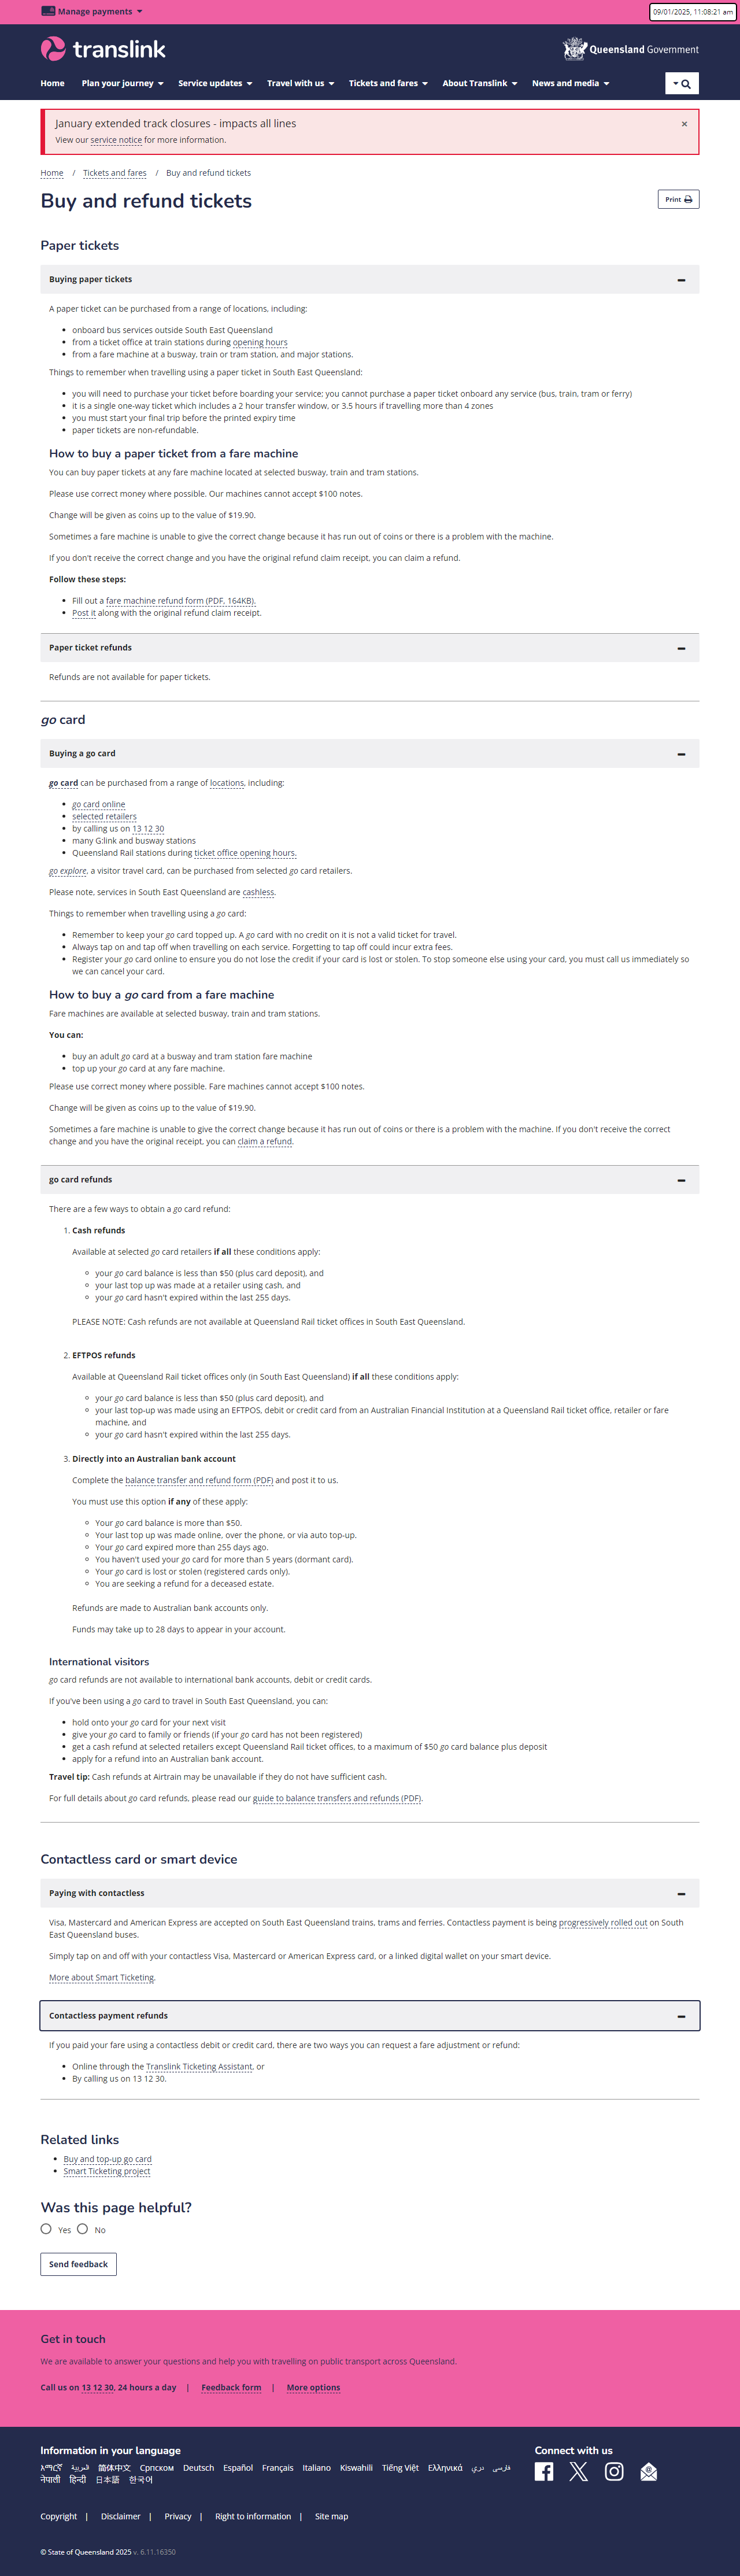 Manage payments
09/01/2025, 11:08:21 am
translink
Queensland Government
Home Plan your journey Service updates Travel with us Tickets and fares About Translink News and media
January extended track closures - impacts all lines ×
View our service notice for more information.
Home / Tickets and fares / Buy and refund tickets
Buy and refund tickets
Print
Paper tickets
Buying paper tickets
A paper ticket can be purchased from a range of locations, including:
onboard bus services outside South East Queensland
from a ticket office at train stations during opening hours
from a fare machine at a busway, train or tram station, and major stations.
Things to remember when travelling using a paper ticket in South East Queensland:
you will need to purchase your ticket before boarding your service; you cannot purchase a paper ticket onboard any service (bus, train, tram or ferry)
it is a single one-way ticket which includes a 2 hour transfer window, or 3.5 hours if travelling more than 4 zones
you must start your final trip before the printed expiry time
paper tickets are non-refundable.
How to buy a paper ticket from a fare machine
You can buy paper tickets at any fare machine located at selected busway, train and tram stations.
Please use correct money where possible. Our machines cannot accept $100 notes.
Change will be given as coins up to the value of $19.90.
Sometimes a fare machine is unable to give the correct change because it has run out of coins or there is a problem with the machine.
If you don't receive the correct change and you have the original refund claim receipt, you can claim a refund.
Follow these steps:
Fill out a fare machine refund form (PDF, 164KB).
Post it along with the original refund claim receipt.
Paper ticket refunds
Refunds are not available for paper tickets.
go card
Buying a go card
go card can be purchased from a range of locations, including:
go card online
selected retailers
by calling us on 13 12 30
many G:link and busway stations
Queensland Rail stations during ticket office opening hours.
go explore, a visitor travel card, can be purchased from selected go card retailers.
Please note, services in South East Queensland are cashless.
Things to remember when travelling using a go card:
Remember to keep your go card topped up. A go card with no credit on it is not a valid ticket for travel.
Always tap on and tap off when travelling on each service. Forgetting to tap off could incur extra fees.
Register your go card online to ensure you do not lose the credit if your card is lost or stolen. To stop someone else using your card, you must call us immediately so
we can cancel your card.
How to buy a go card from a fare machine
Fare machines are available at selected busway, train and tram stations.
You can:
buy an adult go card at a busway and tram station fare machine
top up your go card at any fare machine.
Please use correct money where possible. Fare machines cannot accept $100 notes.
Change will be given as coins up to the value of $19.90.
Sometimes a fare machine is unable to give the correct change because it has run out of coins or there is a problem with the machine. If you don't receive the correct
change and you have the original receipt, you can claim a refund.
go card refunds
There are a few ways to obtain a go card refund:
1. Cash refunds
Available at selected go card retailers if all these conditions apply:
your go card balance is less than $50 (plus card deposit), and
your last top up was made at a retailer using cash, and
your go card hasn't expired within the last 255 days.
PLEASE NOTE: Cash refunds are not available at Queensland Rail ticket offices in South East Queensland.
2. EFTPOS refunds
Available at Queensland Rail ticket offices only (in South East Queensland) if all these conditions apply:
your go card balance is less than $50 (plus card deposit), and
your last top-up was made using an EFTPOS, debit or credit card from an Australian Financial Institution at a Queensland Rail ticket office, retailer or fare
machine, and
your go card hasn't expired within the last 255 days.
3. Directly into an Australian bank account
Complete the balance transfer and refund form (PDF) and post it to us.
You must use this option if any of these apply:
Your go card balance is more than $50.
Your last top up was made online, over the phone, or via auto top-up.
Your go card expired more than 255 days ago.
You haven't used your go card for more than 5 years (dormant card).
Your go card is lost or stolen (registered cards only).
You are seeking a refund for a deceased estate.
Refunds are made to Australian bank accounts only.
Funds may take up to 28 days to appear in your account.
International visitors
go card refunds are not available to international bank accounts, debit or credit cards.
If you've been using a go card to travel in South East Queensland, you can:
hold onto your go card for your next visit
give your go card to family or friends (if your go card has not been registered)
get a cash refund at selected retailers except Queensland Rail ticket offices, to a maximum of $50 go card balance plus deposit
apply for a refund into an Australian bank account.
Travel tip: Cash refunds at Airtrain may be unavailable if they do not have sufficient cash.
For full details about go card refunds, please read our guide to balance transfers and refunds (PDF).
Contactless card or smart device
Paying with contactless
Visa, Mastercard and American Express are accepted on South East Queensland trains, trams and ferries. Contactless payment is being progressively rolled out on South
East Queensland buses.
Simply tap on and off with your contactless Visa, Mastercard or American Express card, or a linked digital wallet on your smart device.
More about Smart Ticketing.
Contactless payment refunds
If you paid your fare using a contactless debit or credit card, there are two ways you can request a fare adjustment or refund:
Online through the Translink Ticketing Assistant, or
By calling us on 13 12 30.
Related links
Buy and top-up go card
Smart Ticketing project
Was this page helpful?
Yes No
Send feedback
Get in touch
We are available to answer your questions and help you with travelling on public transport across Queensland.
Call us on 13 12 30, 24 hours a day | Feedback form | More options
Information in your language
Connect with us
አማርኛ العربية 简体中文 Српском Deutsch Español Français Italiano Kiswahili Tiếng Việt Ελληνικά دری فارسی
नेपाली हिन्दी 日本語 한국어
Copyright | Disclaimer | Privacy | Right to information | Site map
© State of Queensland 2025 v. 6.11.16350